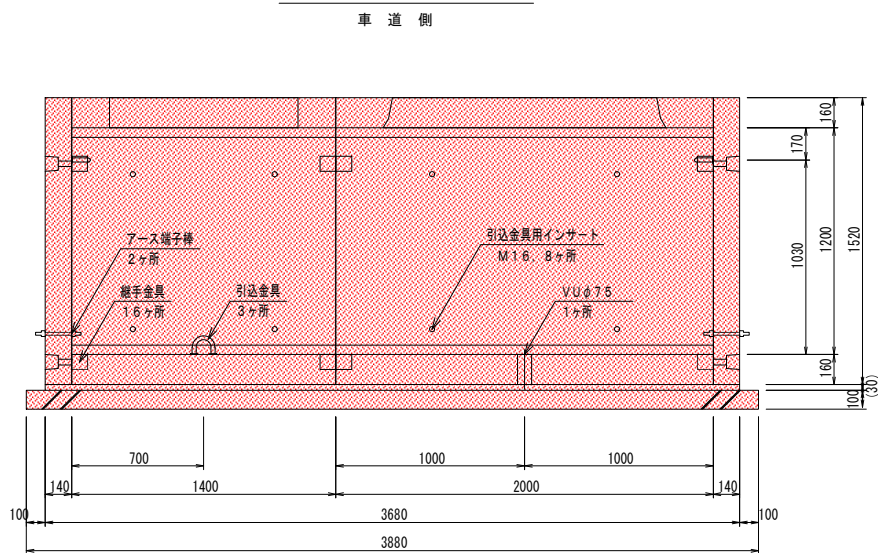 車道側
160
170
アース端子棒
2ヶ所
引込金具用インサート
M16, 8ヶ所
1030
1200
1520
継手金具
16ヶ所
引込金具
3ヶ所
VUφ75
1ヶ所
160
100
(30)
700
1000
1000
140
1400
2000
140
100
3680
100
3880